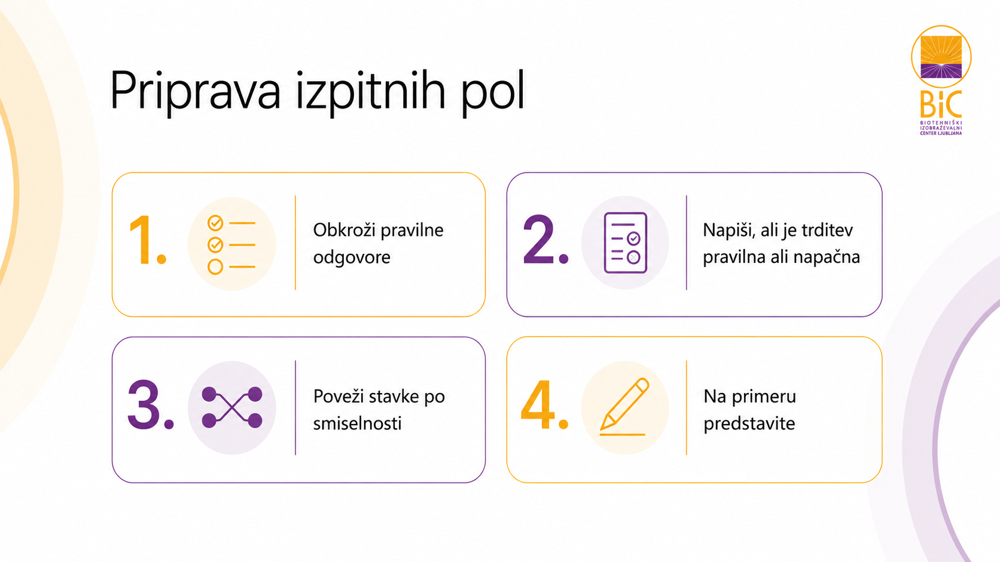 Priprava izpitnih pol
BiC
BIOTEHNIŠKI
IZOBRAŽEVALNI
CENTER LJUBLJANA
1.
Obkroži pravilne
odgovore
2.
Napiši, ali je trditev
pravilna ali napačna
3.
Poveži stavke po
smiselnosti
4.
Na primeru
predstavite